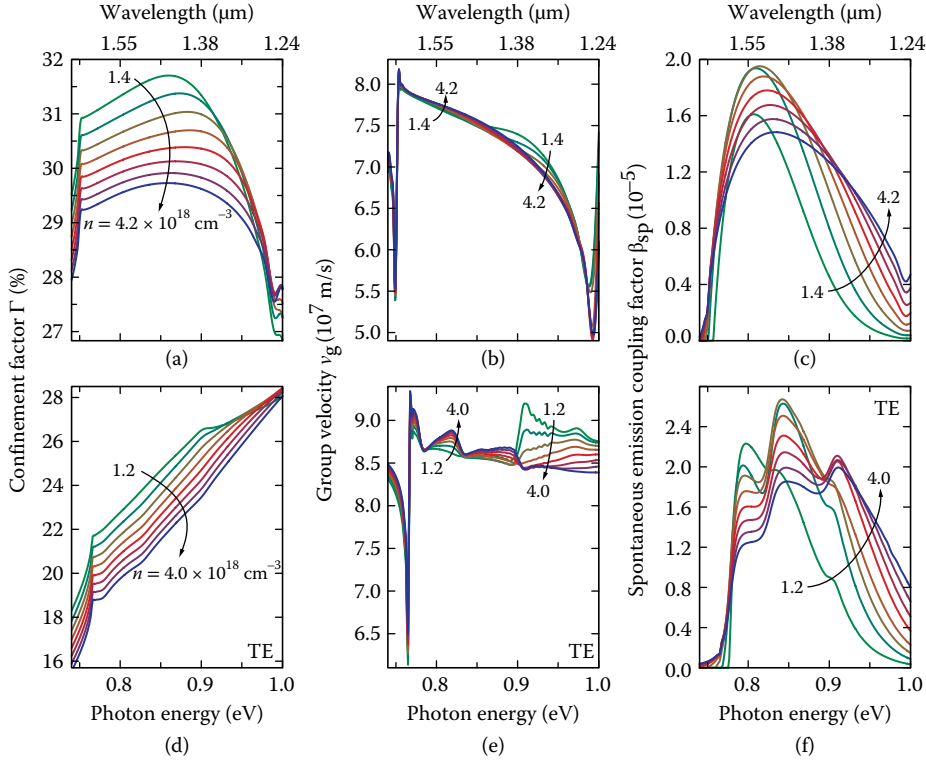 Wavelength (μm)
Wavelength (μm)
Wavelength (μm)
1.55 1.38 1.24
1.55 1.38 1.24
1.55 1.38 1.24
Confinement factor Γ (%)
32
31
30
29
28
27
1.4
n = 4.2 × 10^18 cm^−3
(a)
Group velocity v_g (10^7 m/s)
8.0
7.5
7.0
6.5
6.0
5.5
5.0
4.2
1.4
1.4
4.2
(b)
Spontaneous emission coupling factor β_sp (10^−5)
2.0
1.6
1.2
0.8
0.4
0.0
4.2
1.4
(c)
28
26
24
22
20
18
16
1.2
n = 4.0 × 10^18 cm^−3
TE
0.8 0.9 1.0
Photon energy (eV)
(d)
9.0
8.5
8.0
7.5
7.0
6.5
4.0
1.2
1.2
4.0
TE
0.8 0.9 1.0
Photon energy (eV)
(e)
2.4
2.0
1.6
1.2
0.8
0.4
0.0
TE
4.0
1.2
0.8 0.9 1.0
Photon energy (eV)
(f)